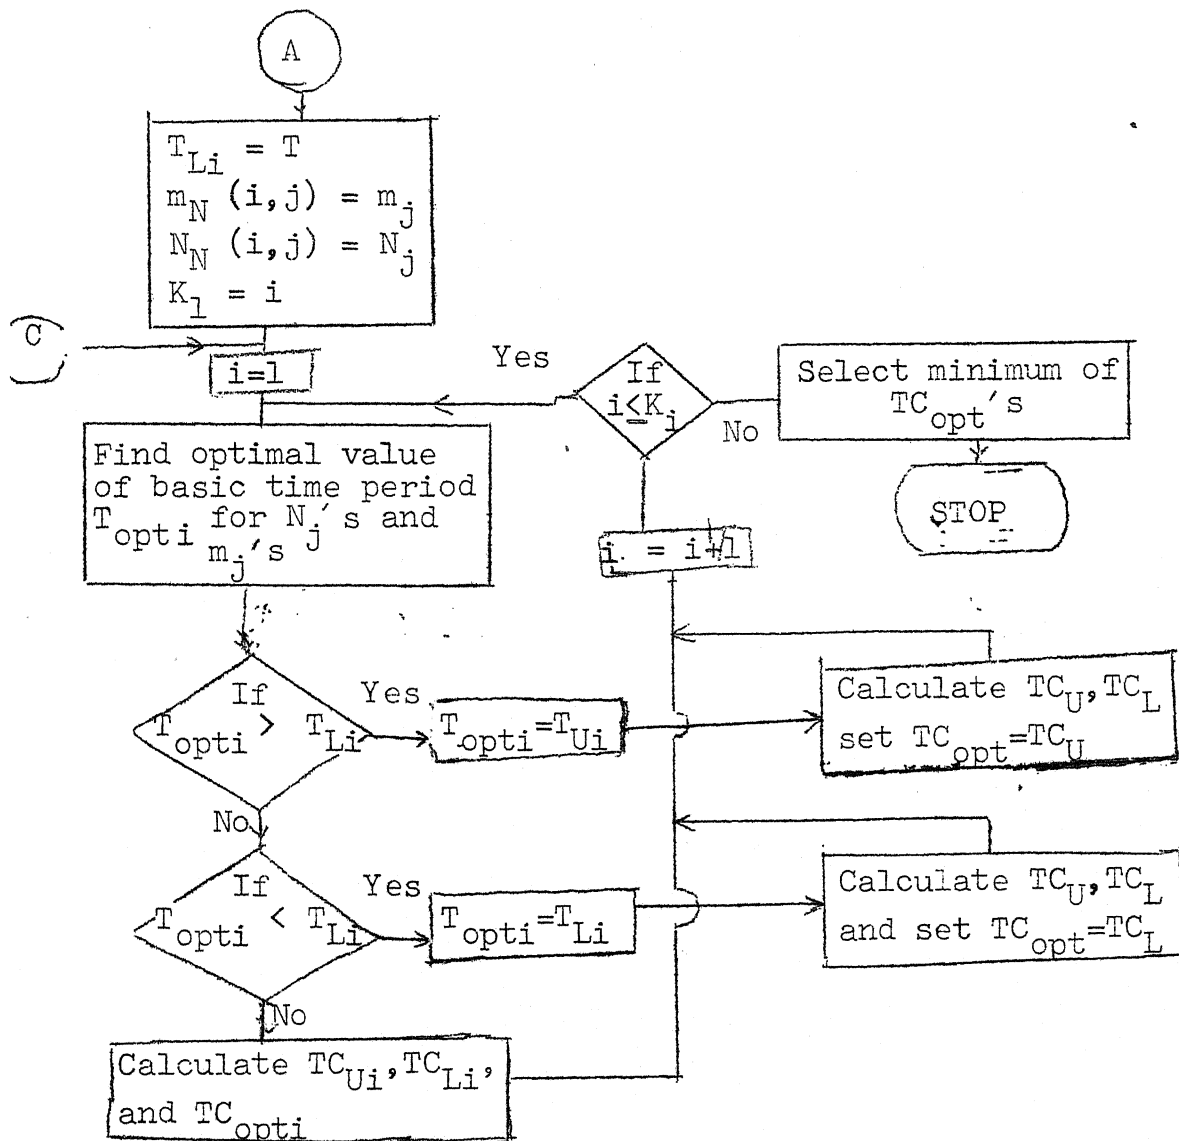 A
T_Li = T
m_N (i,j) = m_j
N_N (i,j) = N_j
K_l = i
C
i=l
Yes
If
i≤K_i
No
Select minimum of
TC_opt's
STOP
Find optimal value
of basic time period
T_opti for N_j's and
m_j's
i = i+l
If
T_opti > T_Li
Yes
T_opti=T_Ui
Calculate TC_U,TC_L
set TC_opt=TC_U
No
If
T_opti < T_Li
Yes
T_opti=T_Li
Calculate TC_U,TC_L
and set TC_opt=TC_L
No
Calculate TC_Ui,TC_Li,
and TC_opti